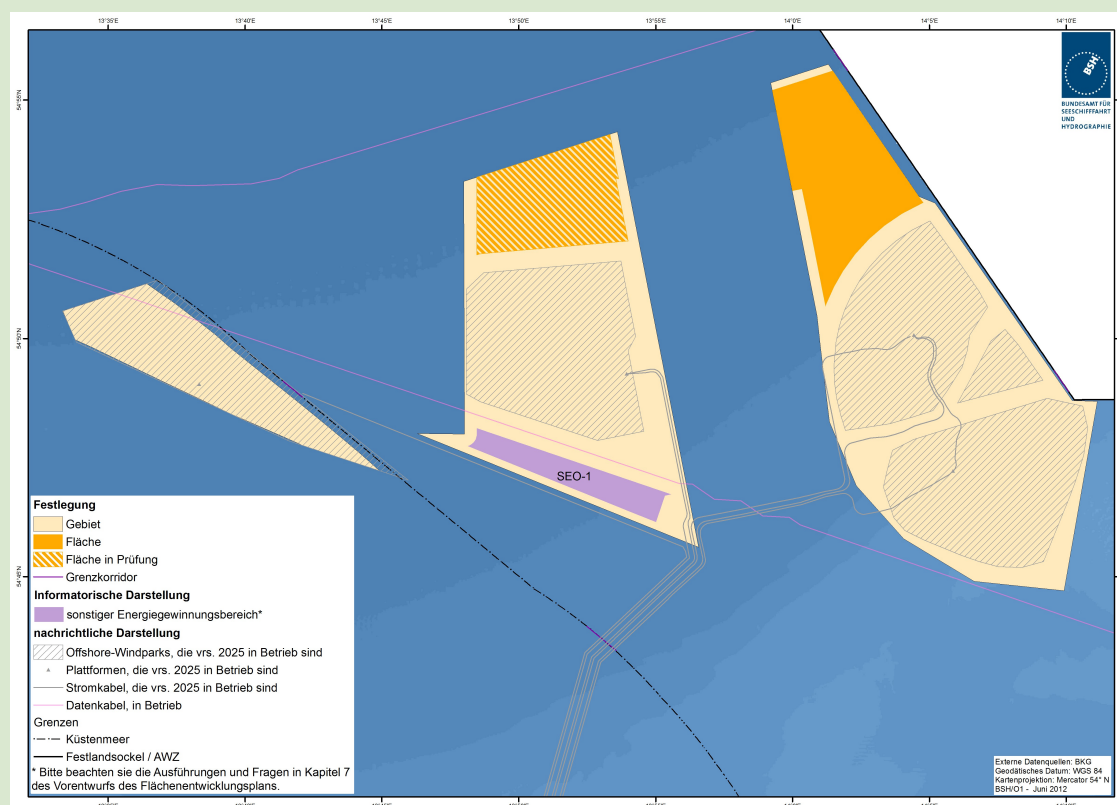 13°35'E 13°40'E 13°45'E 13°50'E 13°55'E 14°0'E 14°5'E 14°10'E
BSH
BUNDESAMT FÜR
SEESCHIFFFAHRT
UND
HYDROGRAPHIE
54°55'N
54°50'N
54°45'N
SEO-1
Festlegung
Gebiet
Fläche
Fläche in Prüfung
Grenzkorridor
Informatorische Darstellung
sonstiger Energiegewinnungsbereich*
nachrichtliche Darstellung
Offshore-Windparks, die vrs. 2025 in Betrieb sind
Plattformen, die vrs. 2025 in Betrieb sind
Stromkabel, die vrs. 2025 in Betrieb sind
Datenkabel, in Betrieb
Grenzen
Küstenmeer
Festlandsockel / AWZ
* Bitte beachten sie die Ausführungen und Fragen in Kapitel 7
des Vorentwurfs des Flächenentwicklungsplans.
Externe Datenquellen: BKG
Geodätisches Datum: WGS 84
Kartenprojektion: Mercator 54° N
BSH/O1 - Juni 2012